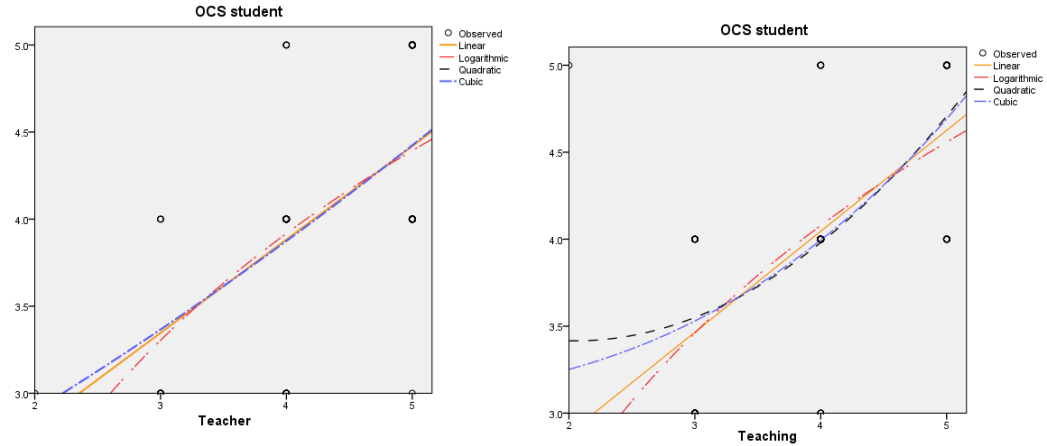 OCS student
Observed
Linear
Logarithmic
Quadratic
Cubic
5.0
4.5
4.0
3.5
3.0
2 3 4 5
Teacher
OCS student
Observed
Linear
Logarithmic
Quadratic
Cubic
5.0
4.5
4.0
3.5
3.0
2 3 4 5
Teaching